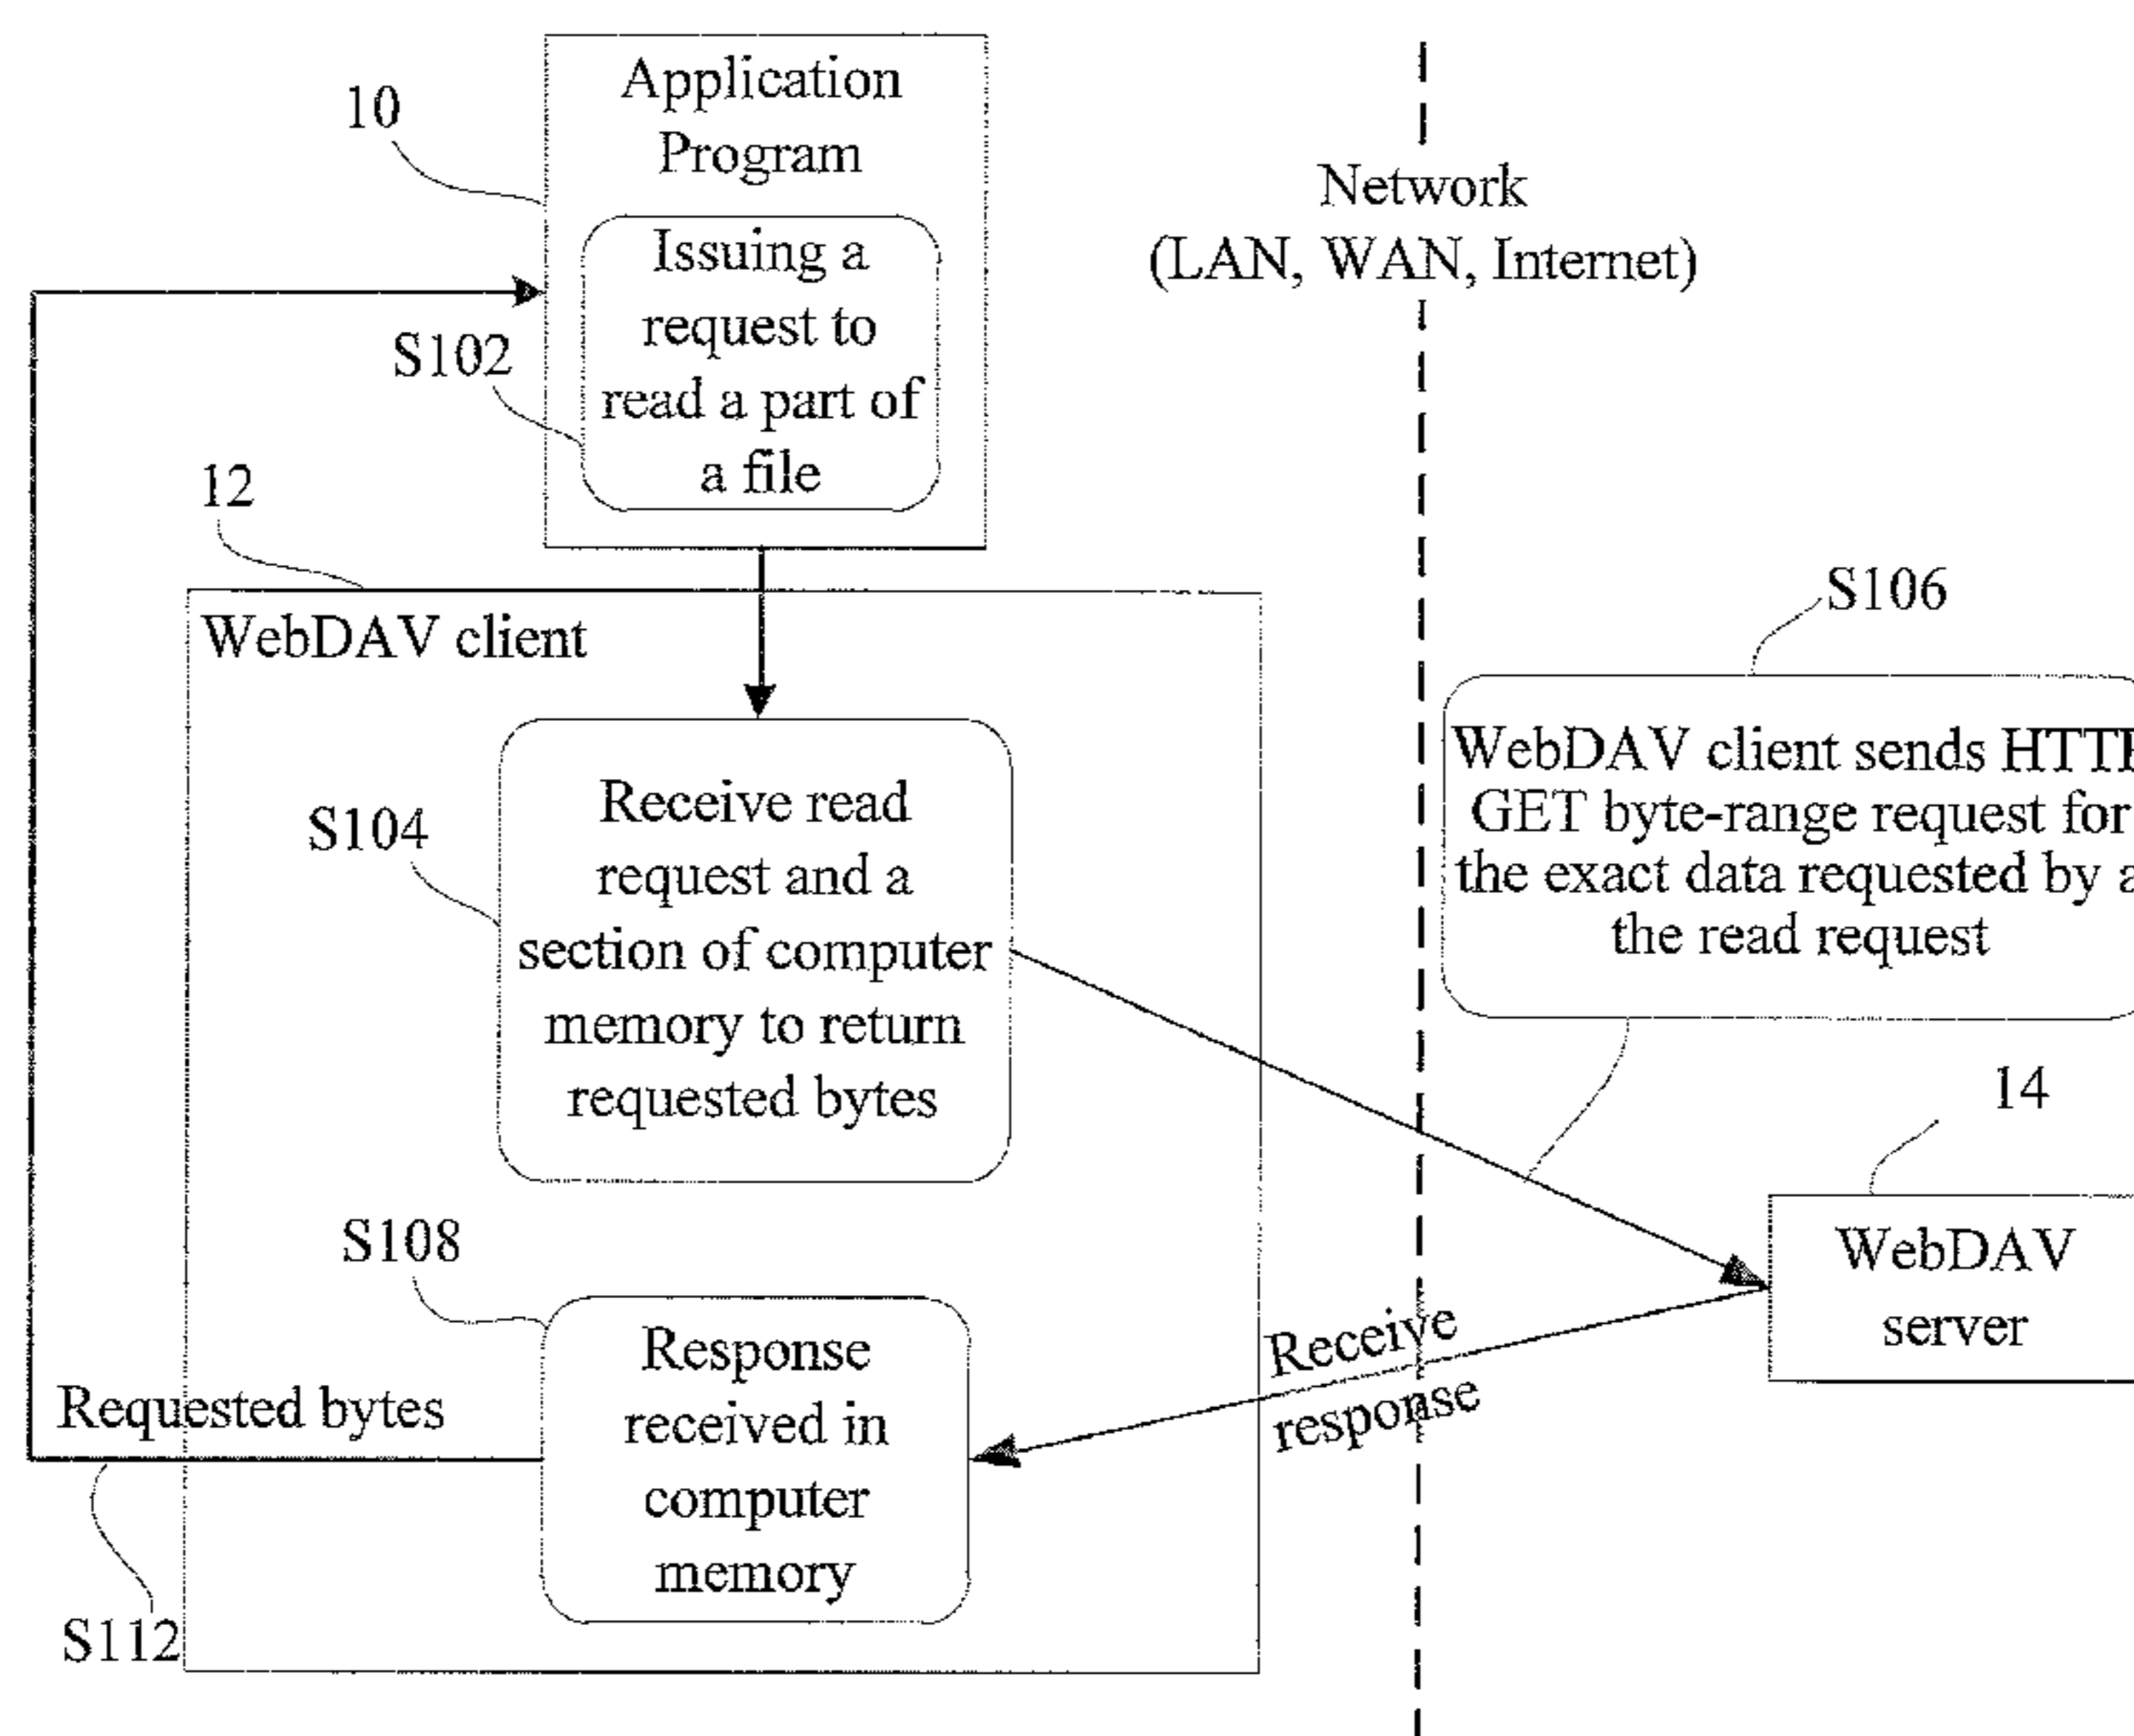 Application
Program
10
Issuing a
request to
read a part of
a file
S102
Network
(LAN, WAN, Internet)
12
WebDAV client
S104
Receive read
request and a
section of computer
memory to return
requested bytes
S106
WebDAV client sends HTTP
GET byte-range request for
the exact data requested by a
the read request
14
WebDAV
server
S108
Response
received in
computer
memory
Receive
response
Requested bytes
S112